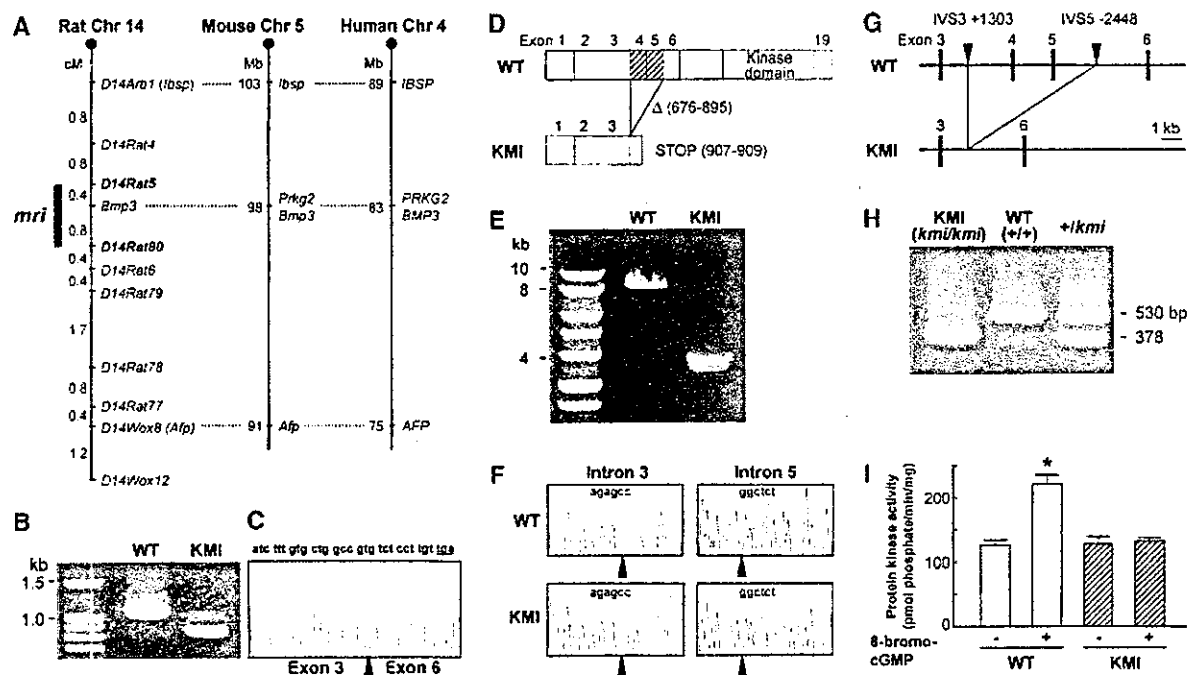 A
Rat Chr 14
Mouse Chr 5
Human Chr 4
cM
Mb
Mb
D14Arb1 (Ibsp)
103
Ibsp
89
IBSP
0.8
D14Rat4
0.8
D14Rat5
0.4
mri
Bmp3
98
Prkg2
Bmp3
83
PRKG2
BMP3
0.8
D14Rat80
0.4
D14Rat6
0.4
D14Rat79
1.7
D14Rat78
0.8
D14Rat77
0.4
D14Wox8 (Afp)
91
Afp
75
AFP
1.2
D14Wox12
B
WT
KMI
kb
1.5
1.0
C
atc ttt gtg ctg gcc gtg tct cct tgt tga
Exon 3
Exon 6
D
Exon 1 2 3 4 5 6 19
WT
Kinase
domain
Δ (676-895)
1 2 3
KMI
STOP (907-909)
E
WT
KMI
kb
10
8
4
F
Intron 3
Intron 5
WT
agagcc
ggctct
KMI
agagcc
ggctct
G
IVS3 +1303
IVS5 -2448
Exon 3 4 5 6
WT
3 6
1 kb
KMI
H
KMI
(kmi/kmi)
WT
(+/+)
+/kmi
- 530 bp
- 378
I
*
Protein kinase activity
(pmol phosphate/min/mg)
200
100
0
8-bromo-
cGMP
- + - +
WT
KMI